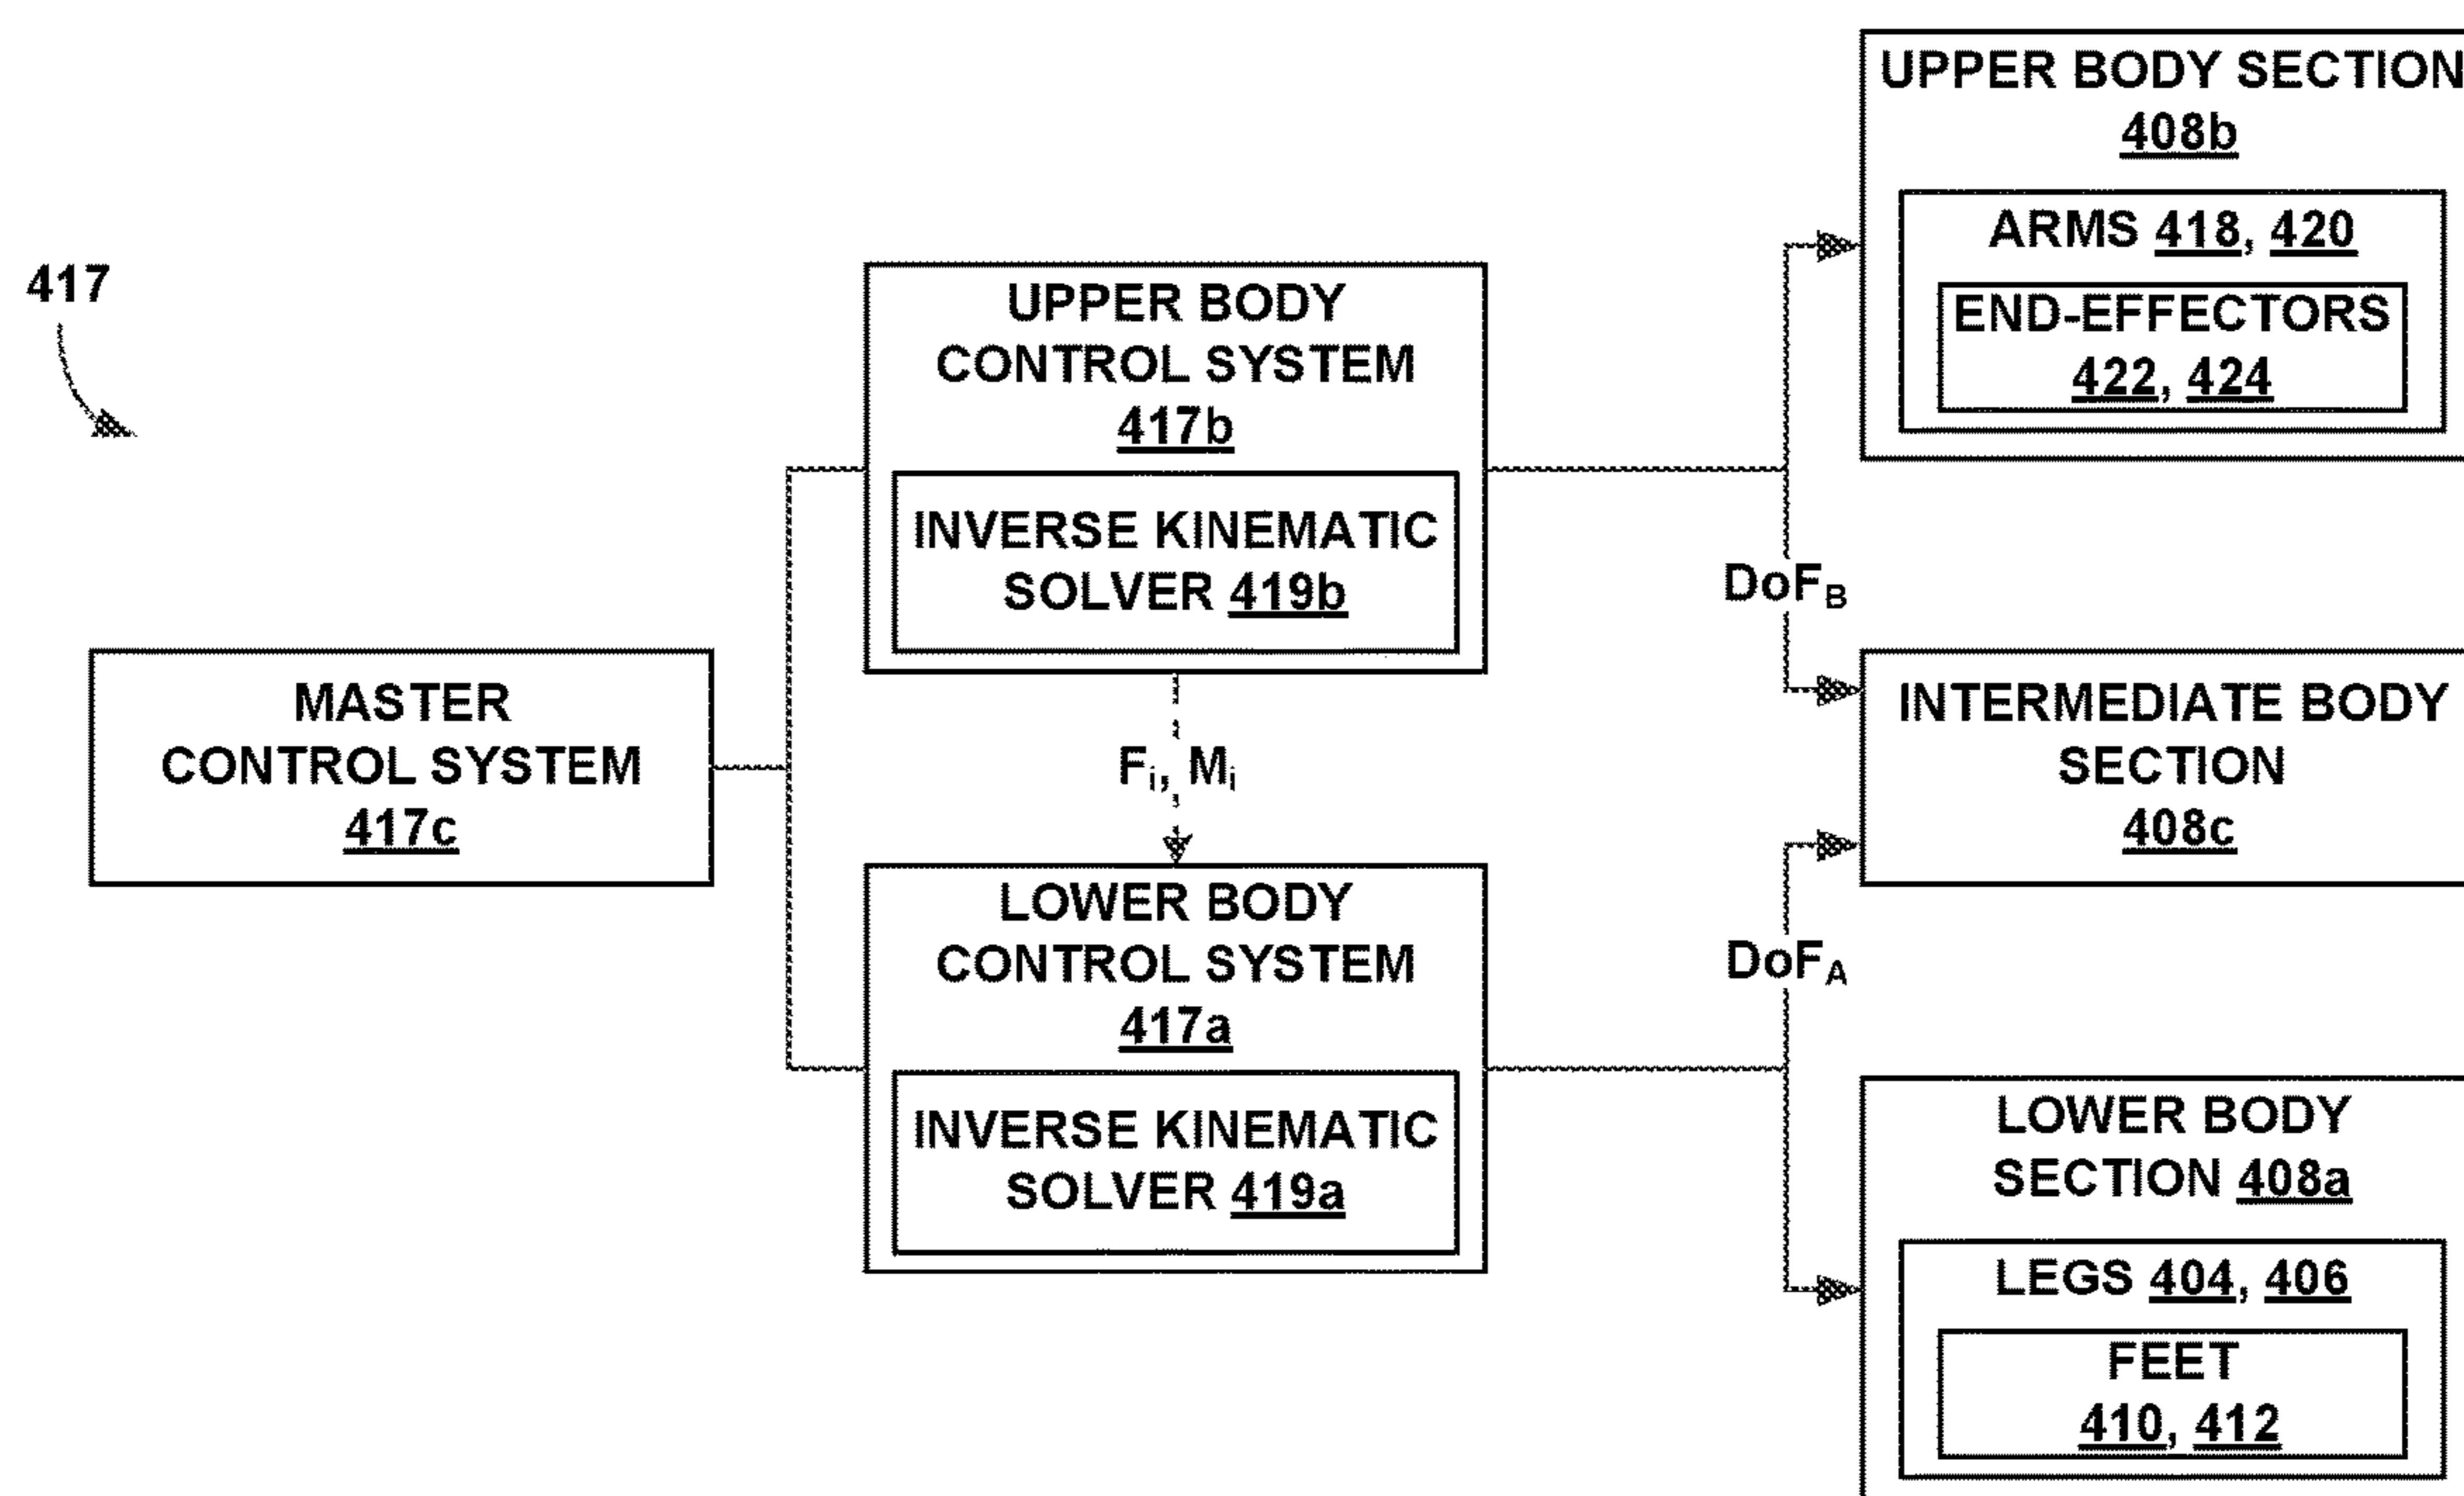 417
MASTER
CONTROL SYSTEM
417c
UPPER BODY
CONTROL SYSTEM
417b
INVERSE KINEMATIC
SOLVER 419b
Fi, Mi
LOWER BODY
CONTROL SYSTEM
417a
INVERSE KINEMATIC
SOLVER 419a
DoFB
DoFA
UPPER BODY SECTION
408b
ARMS 418, 420
END-EFFECTORS
422, 424
INTERMEDIATE BODY
SECTION
408c
LOWER BODY
SECTION 408a
LEGS 404, 406
FEET
410, 412